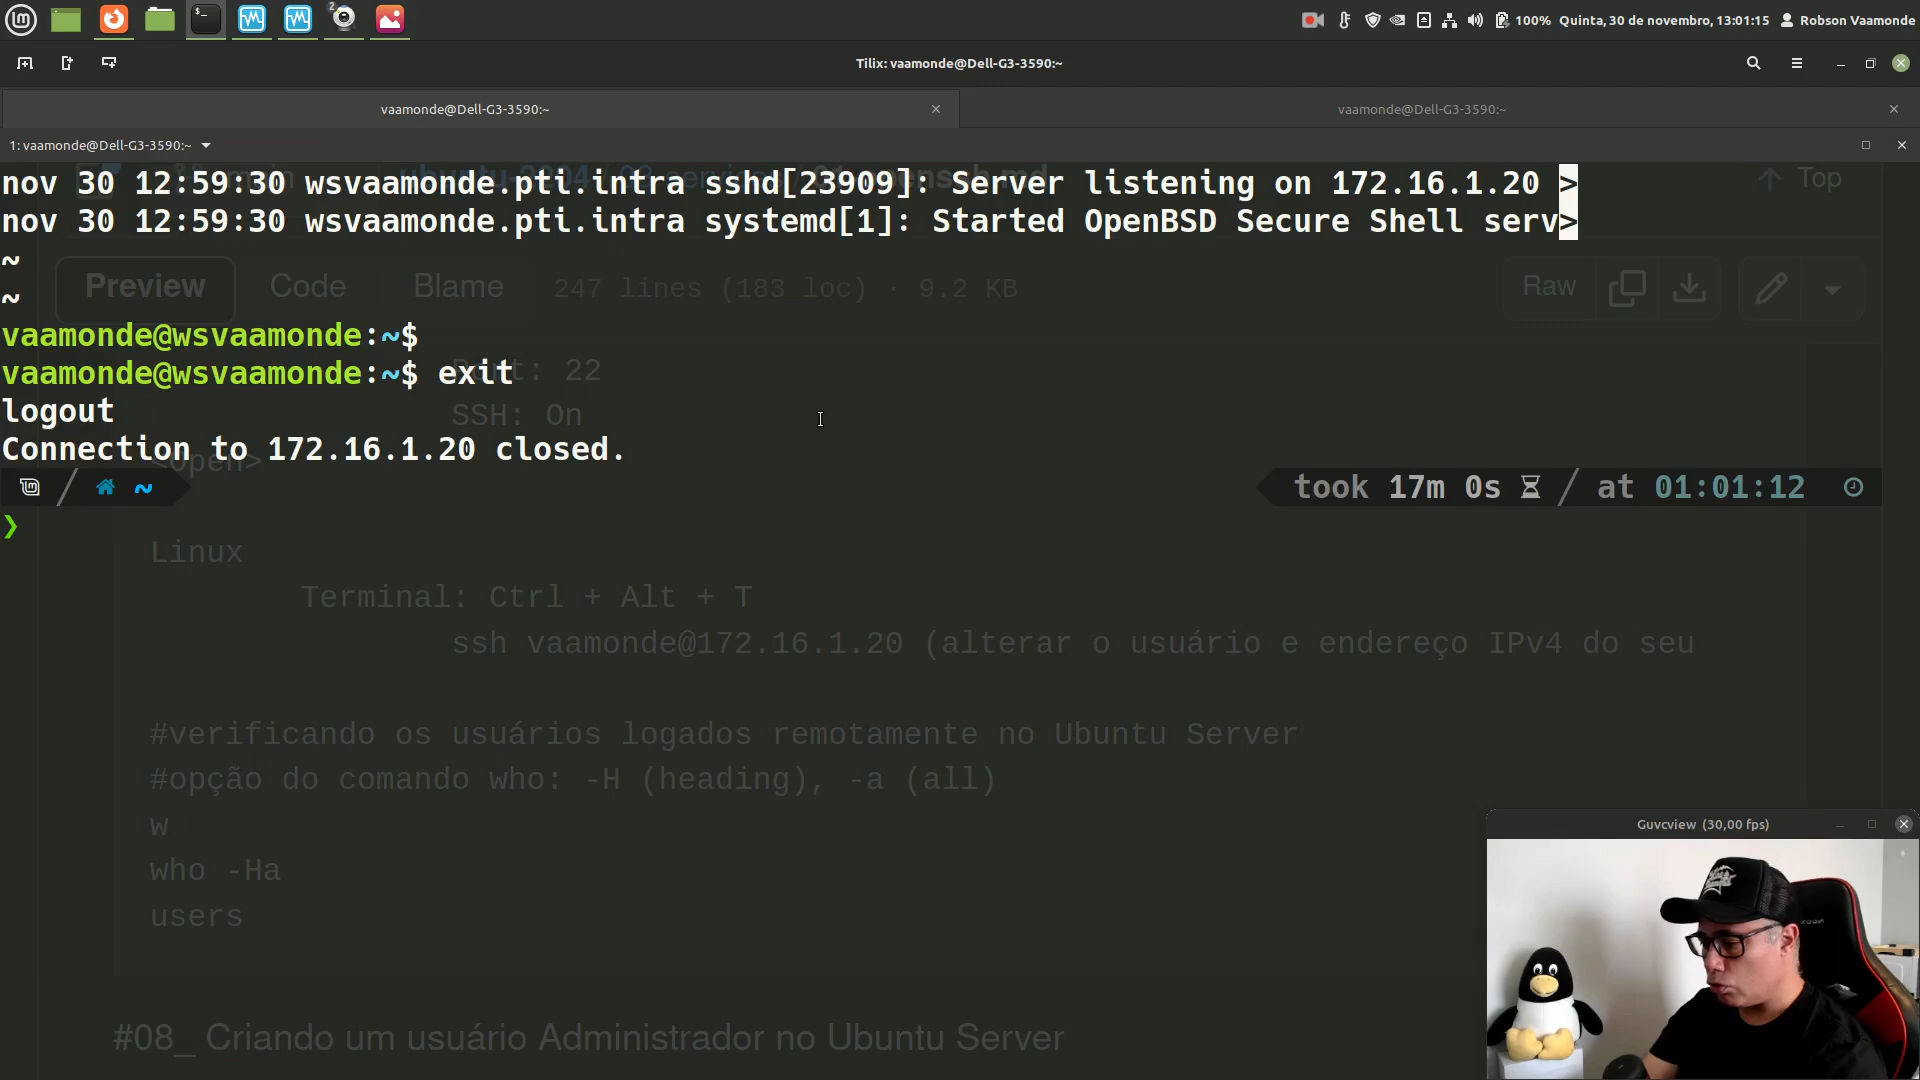 2
100% Quinta, 30 de novembro, 13:01:15 Robson Vaamonde
Tilix: vaamonde@Dell-G3-3590:~
vaamonde@Dell-G3-3590:~
vaamonde@Dell-G3-3590:~
1: vaamonde@Dell-G3-3590:~
nov 30 12:59:30 wsvaamonde.pti.intra sshd[23909]: Server listening on 172.16.1.20 >
Top
nov 30 12:59:30 wsvaamonde.pti.intra systemd[1]: Started OpenBSD Secure Shell serv>
~
~
Preview Code Blame 247 lines (183 loc) · 9.2 KB Raw
vaamonde@wsvaamonde:~$
vaamonde@wsvaamonde:~$ exit
Port: 22
logout
SSH: On
Connection to 172.16.1.20 closed.
<open>
~ took 17m 0s at 01:01:12
❯
Linux
Terminal: Ctrl + Alt + T
ssh vaamonde@172.16.1.20 (alterar o usuário e endereço IPv4 do seu
#verificando os usuários logados remotamente no Ubuntu Server
#opção do comando who: -H (heading), -a (all)
w
who -Ha
users
#08_ Criando um usuário Administrador no Ubuntu Server
Guvcview (30,00 fps)